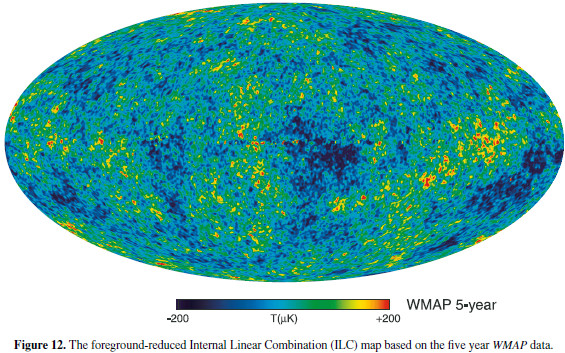 WMAP 5-year
-200 T(μK) +200
Figure 12. The foreground-reduced Internal Linear Combination (ILC) map based on the five year WMAP data.